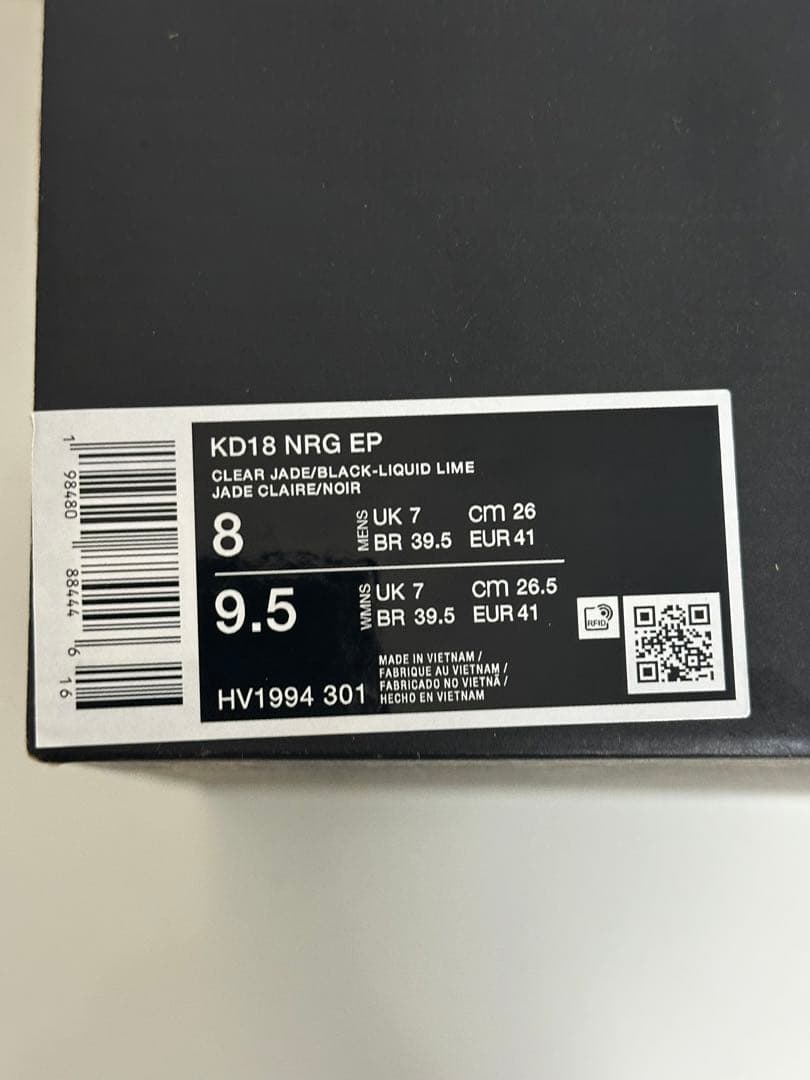 KD18 NRG EP
CLEAR JADE/BLACK-LIQUID LIME
JADE CLAIRE/NOIR
8 MENS UK 7 cm 26
BR 39.5 EUR 41
9.5 WMNS UK 7 cm 26.5
BR 39.5 EUR 41
RFID
MADE IN VIETNAM /
FABRIQUE AU VIETNAM /
FABRICADO NO VIETNÃ /
HECHO EN VIETNAM
HV1994 301
1 98480 88444 6 16